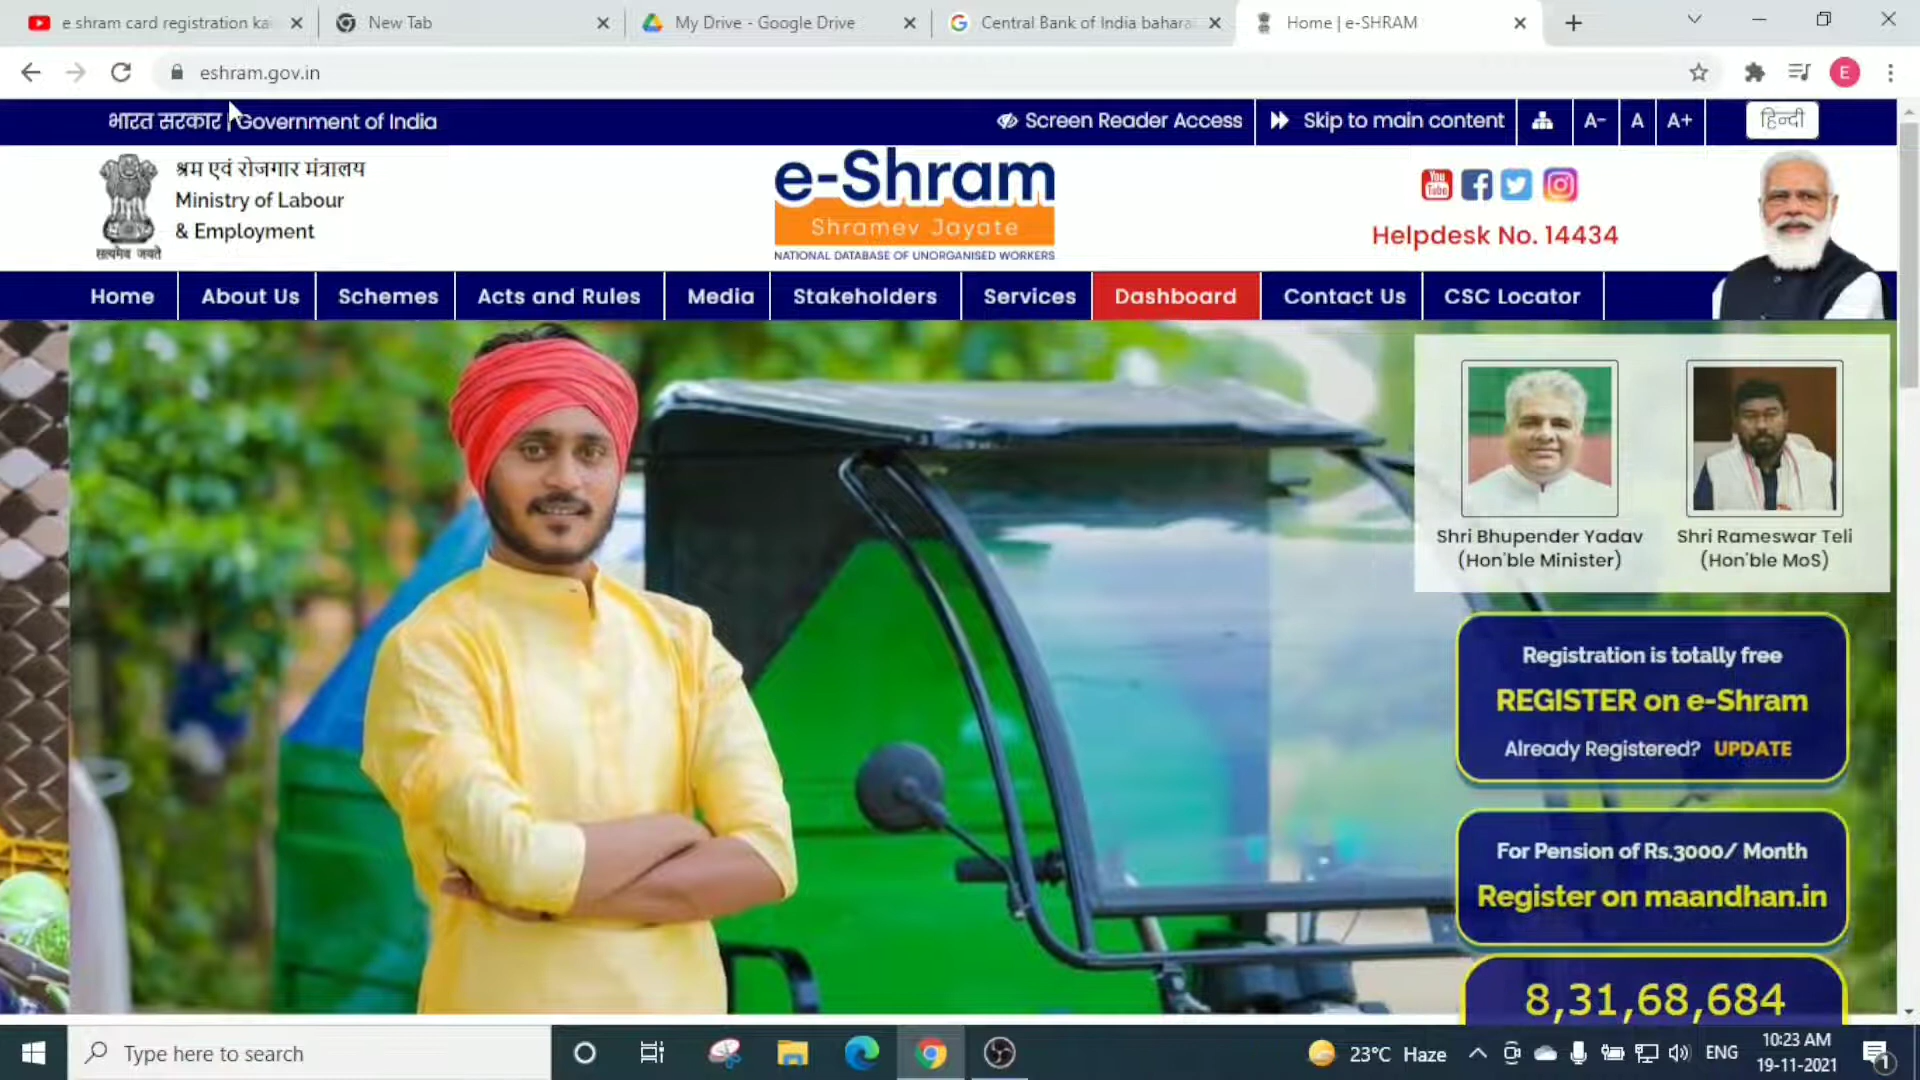 e shram card registration ka
New Tab
My Drive - Google Drive
Central Bank of India bahara
Home | e-SHRAM
eshram.gov.in
E
भारत सरकार | Government of India
Screen Reader Access
Skip to main content
A-
A
A+
हिन्दी
श्रम एवं रोजगार मंत्रालय
Ministry of Labour
& Employment
सत्यमेव जयते
e-Shram
Shramev Jayate
NATIONAL DATABASE OF UNORGANISED WORKERS
You
Tube
Helpdesk No. 14434
Home
About Us
Schemes
Acts and Rules
Media
Stakeholders
Services
Dashboard
Contact Us
CSC Locator
Shri Bhupender Yadav
(Hon'ble Minister)
Shri Rameswar Teli
(Hon'ble MoS)
Registration is totally free
REGISTER on e-Shram
Already Registered? UPDATE
For Pension of Rs.3000/ Month
Register on maandhan.in
8,31,68,684
Type here to search
23°C Haze
ENG
10:23 AM
19-11-2021
1